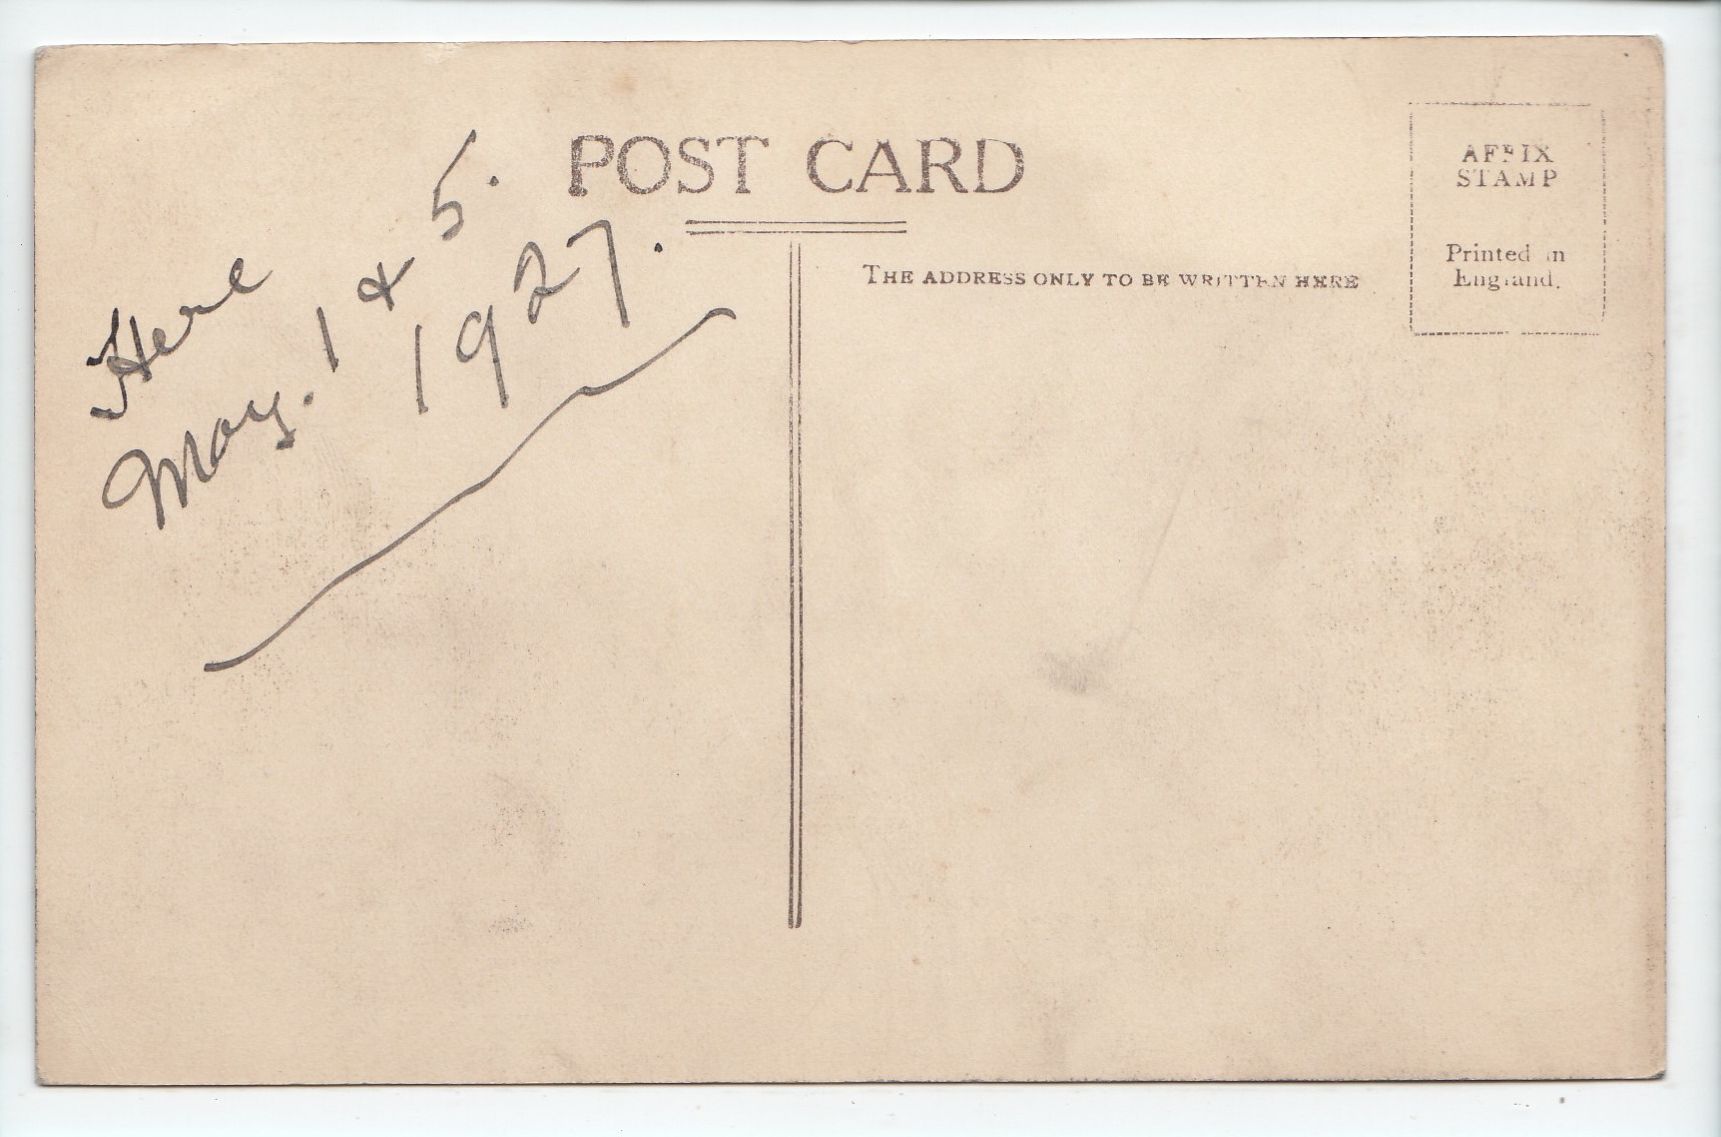 POST CARD
Here
May. 1 & 5.
1927.
THE ADDRESS ONLY TO BE WRITTEN HERE
AFFIX
STAMP
Printed in
England.